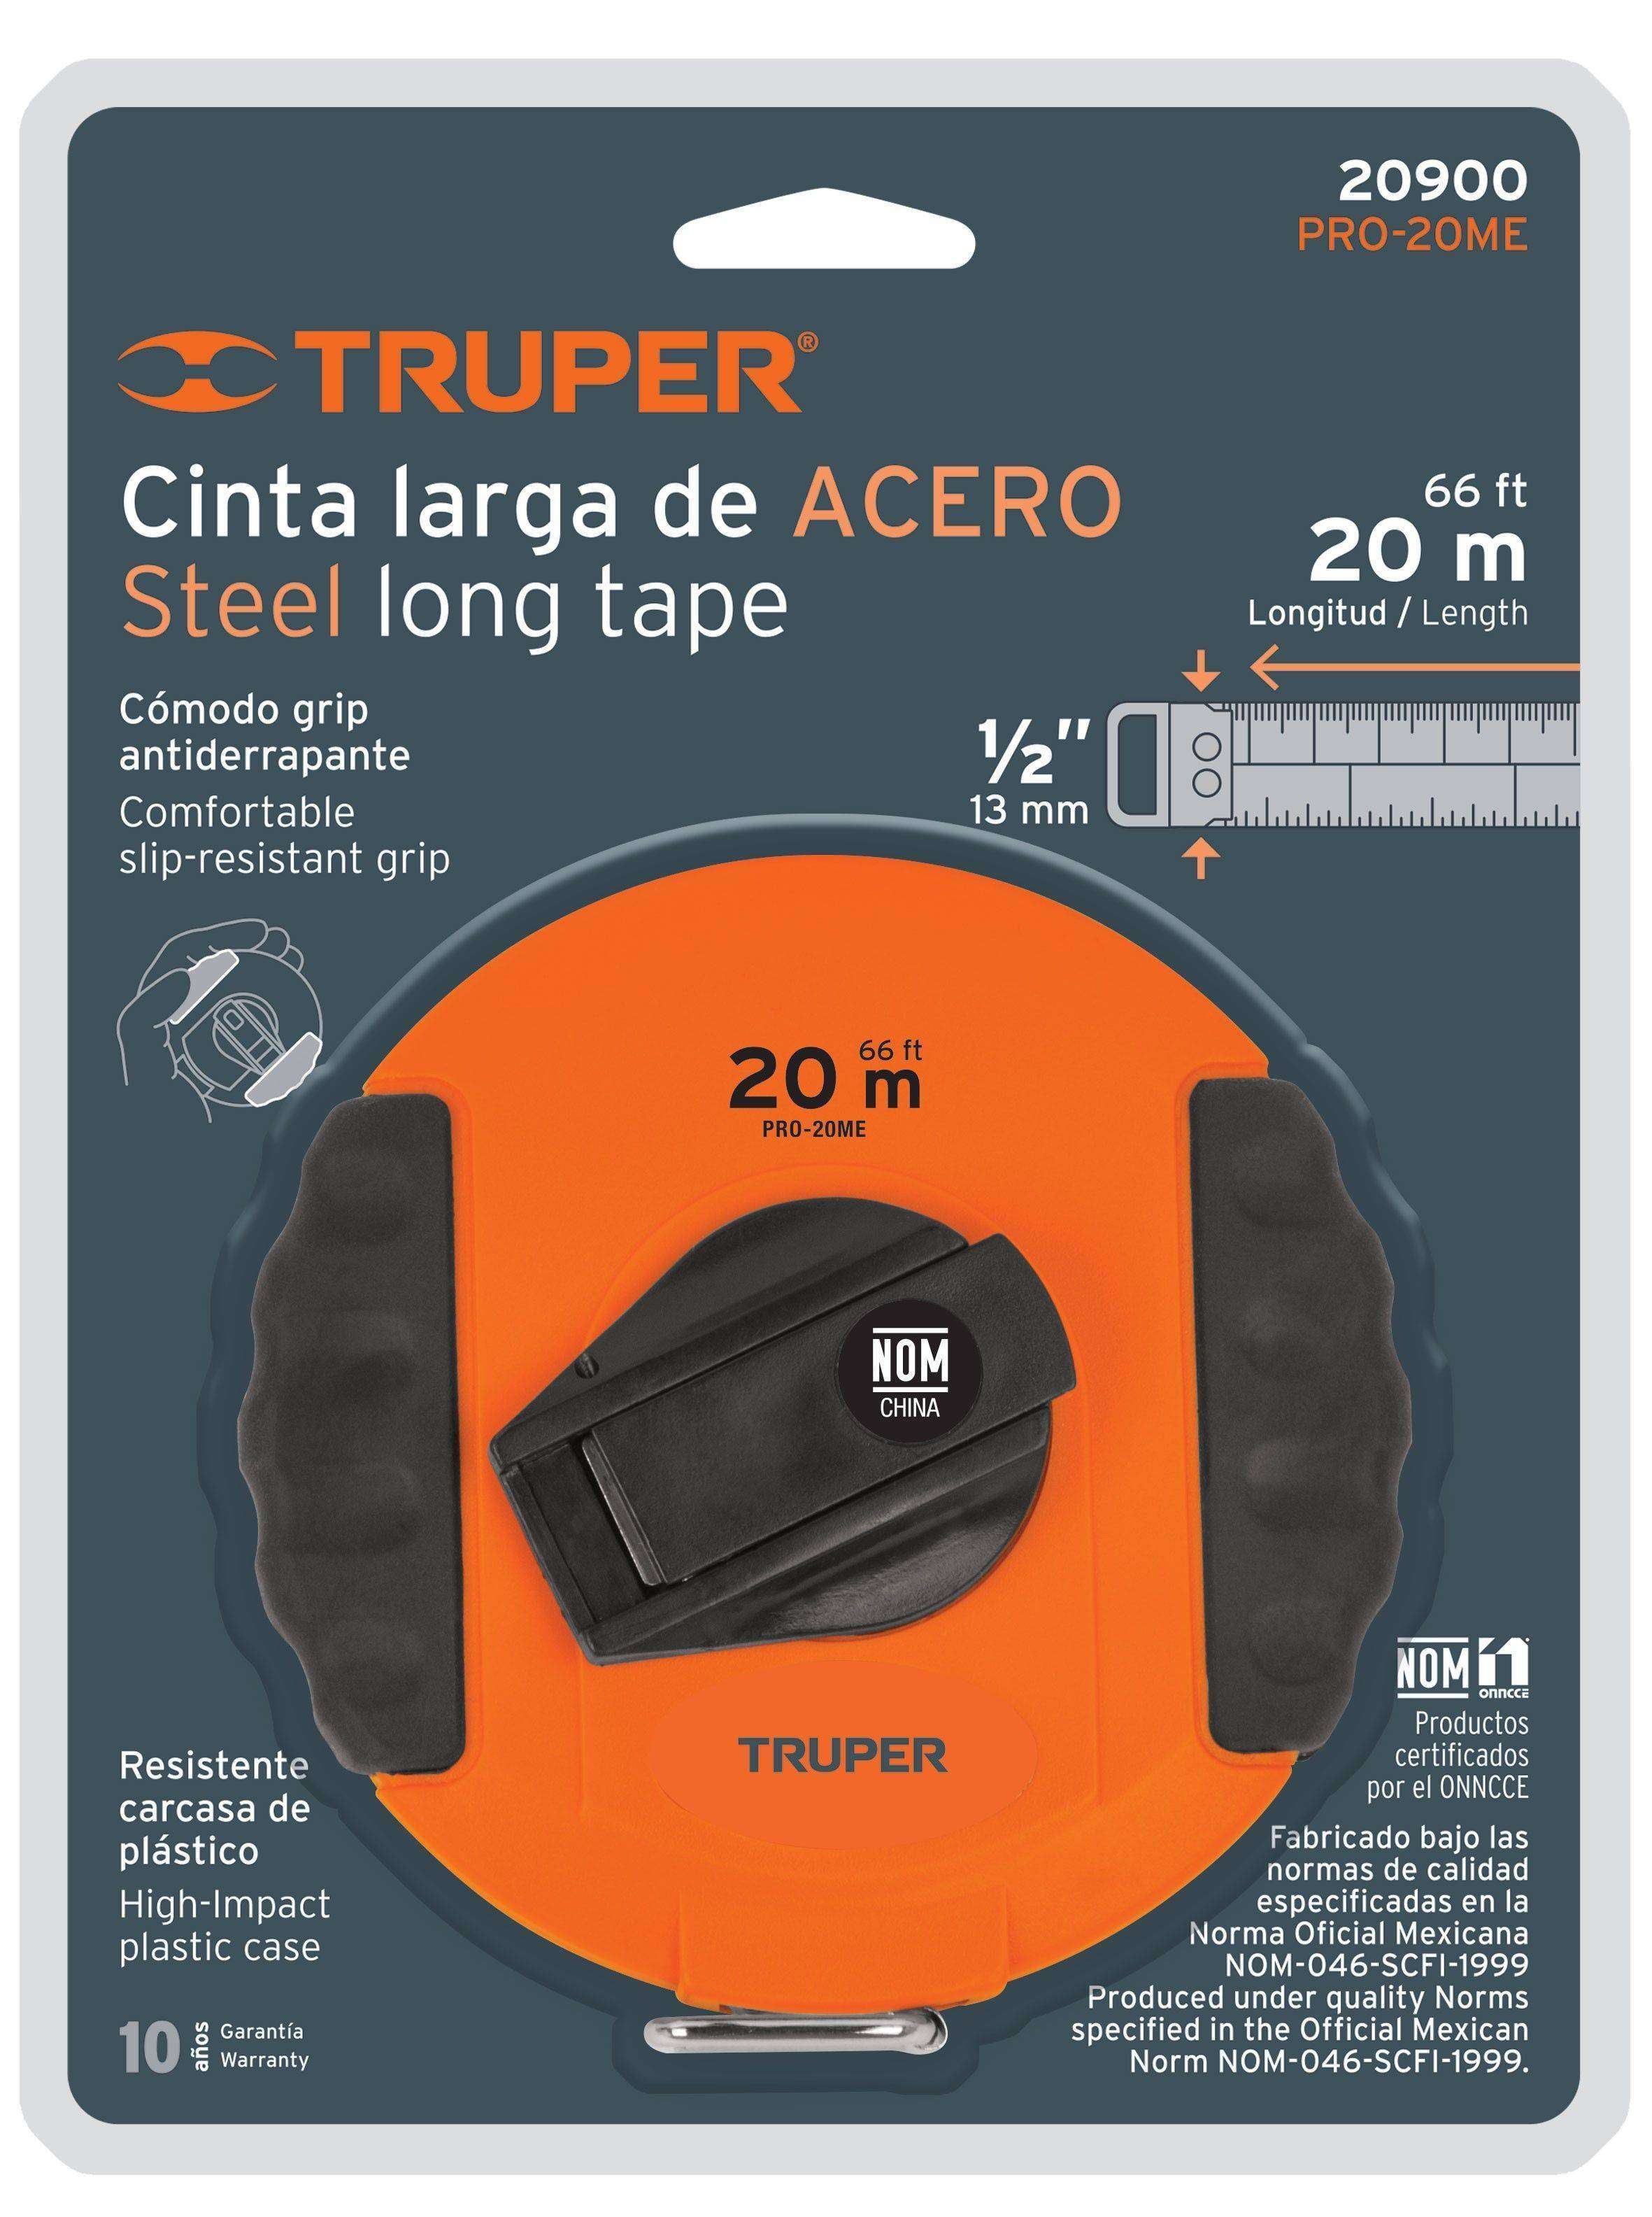 20900
PRO-20ME
TRUPER®
Cinta larga de ACERO
Steel long tape
66 ft
20 m
Longitud / Length
Cómodo grip
antiderrapante
Comfortable
slip-resistant grip
1/2"
13 mm
20 m 66 ft
PRO-20ME
NOM
CHINA
TRUPER
Resistente
carcasa de
plástico
High-Impact
plastic case
10 años Garantía
Warranty
NOM
onncce
Productos
certificados
por el ONNCCE
Fabricado bajo las
normas de calidad
especificadas en la
Norma Oficial Mexicana
NOM-046-SCFI-1999
Produced under quality Norms
specified in the Official Mexican
Norm NOM-046-SCFI-1999.